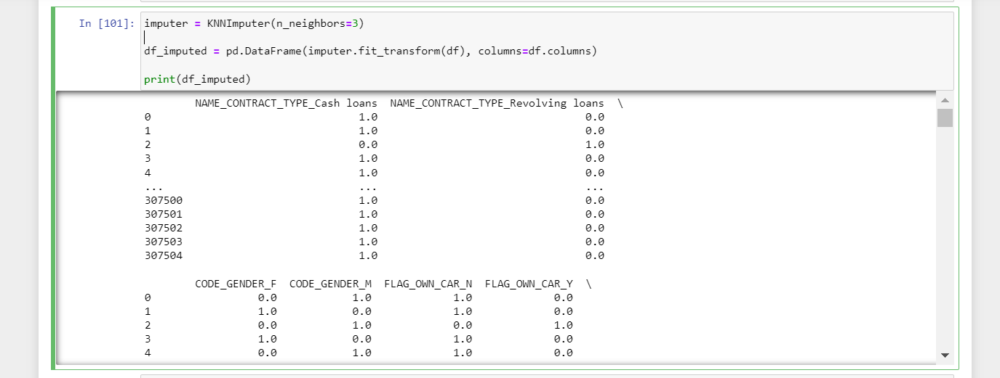 In [101]: imputer = KNNImputer(n_neighbors=3)
df_imputed = pd.DataFrame(imputer.fit_transform(df), columns=df.columns)
print(df_imputed)
NAME_CONTRACT_TYPE_Cash loans NAME_CONTRACT_TYPE_Revolving loans \
0 1.0 0.0
1 1.0 0.0
2 0.0 1.0
3 1.0 0.0
4 1.0 0.0
... ... ...
307500 1.0 0.0
307501 1.0 0.0
307502 1.0 0.0
307503 1.0 0.0
307504 1.0 0.0
CODE_GENDER_F CODE_GENDER_M FLAG_OWN_CAR_N FLAG_OWN_CAR_Y \
0 0.0 1.0 1.0 0.0
1 1.0 0.0 1.0 0.0
2 0.0 1.0 0.0 1.0
3 1.0 0.0 1.0 0.0
4 0.0 1.0 1.0 0.0